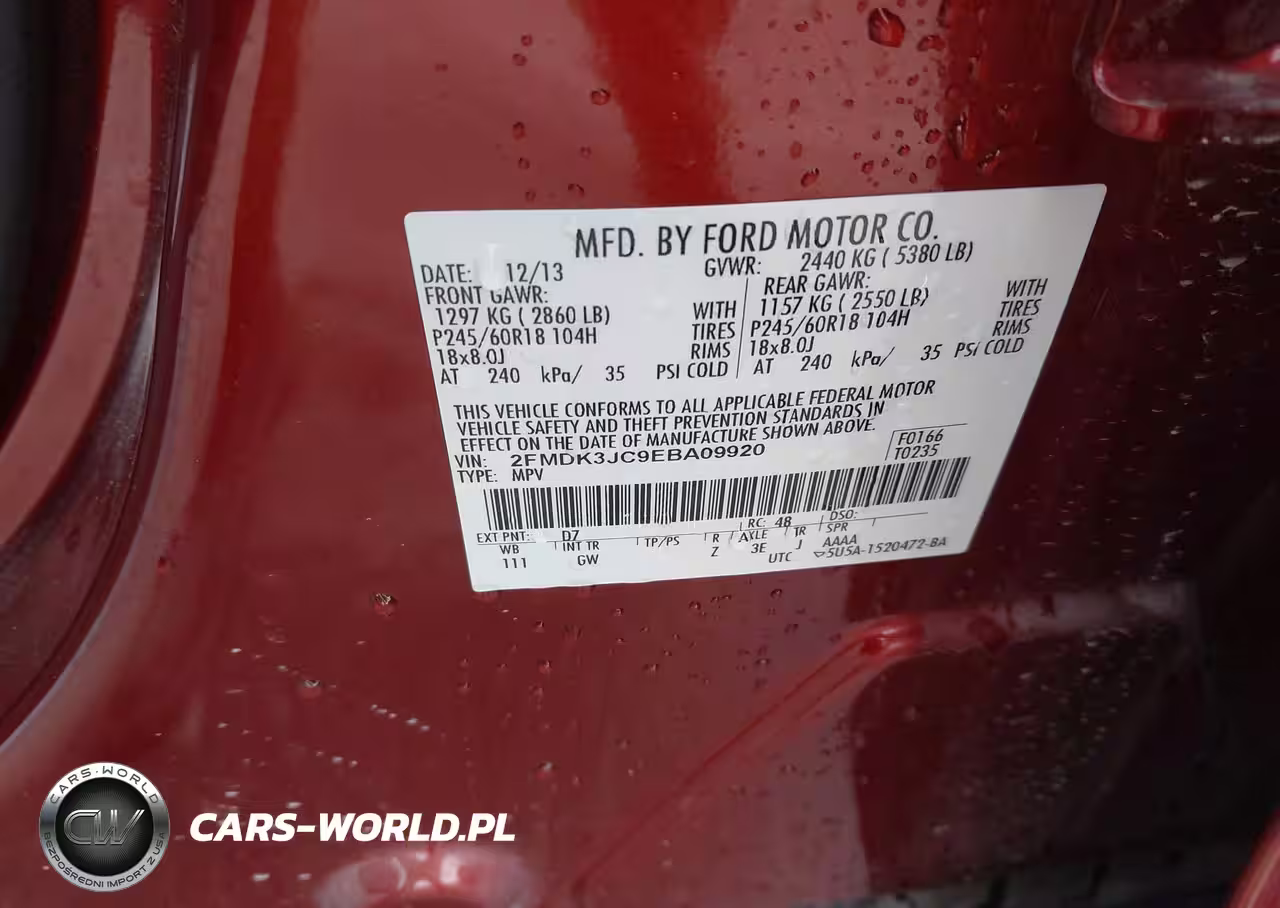 MFD. BY FORD MOTOR CO.
DATE: 12/13 GVWR: 2440 KG ( 5380 LB)
FRONT GAWR: REAR GAWR:
1297 KG ( 2860 LB) WITH 1157 KG ( 2550 LB) WITH
P245/60R18 104H TIRES P245/60R18 104H TIRES
18x8.0J RIMS 18x8.0J RIMS
AT 240 kPa/ 35 PSI COLD AT 240 kPa/ 35 PSI COLD
THIS VEHICLE CONFORMS TO ALL APPLICABLE FEDERAL MOTOR
VEHICLE SAFETY AND THEFT PREVENTION STANDARDS IN
EFFECT ON THE DATE OF MANUFACTURE SHOWN ABOVE.
VIN: 2FMDK3JC9EBA09920 F0166
TYPE: MPV T0235
EXT PNT: D7 RC: 48 DSO:
WB INT TR TP/PS R AXLE TR SPR
111 GW Z 3E J AAAA
UTC ▽5U5A-1520472-BA
CARS-WORLD
CW
BEZPOŚREDNI IMPORT Z USA
CARS-WORLD.PL